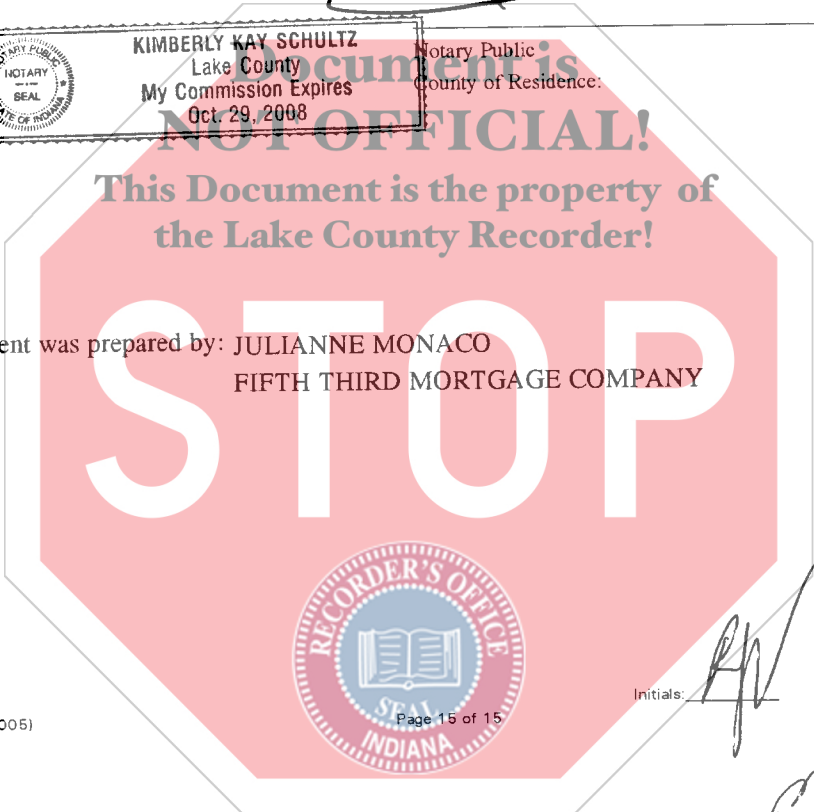 KIMBERLY KAY SCHULTZ
Lake County
My Commission Expires
Oct. 29, 2008
NOTARY PUBLIC
NOTARY
SEAL
STATE OF INDIANA
Notary Public
County of Residence:
Document is
NOT OFFICIAL!
This Document is the property of
the Lake County Recorder!
ent was prepared by: JULIANNE MONACO
FIFTH THIRD MORTGAGE COMPANY
STOP
RECORDER'S OFFICE
SEAL
INDIANA
Initials:
005)
Page 15 of 15